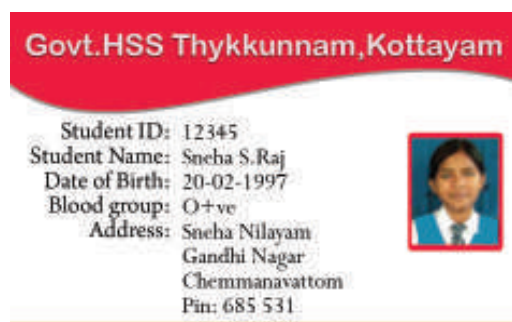 Govt.HSS Thykkunnam,Kottayam
Student ID: 12345
Student Name: Sneha S.Raj
Date of Birth: 20-02-1997
Blood group: O+ve
Address: Sneha Nilayam
Gandhi Nagar
Chemmanavattom
Pin: 685 531